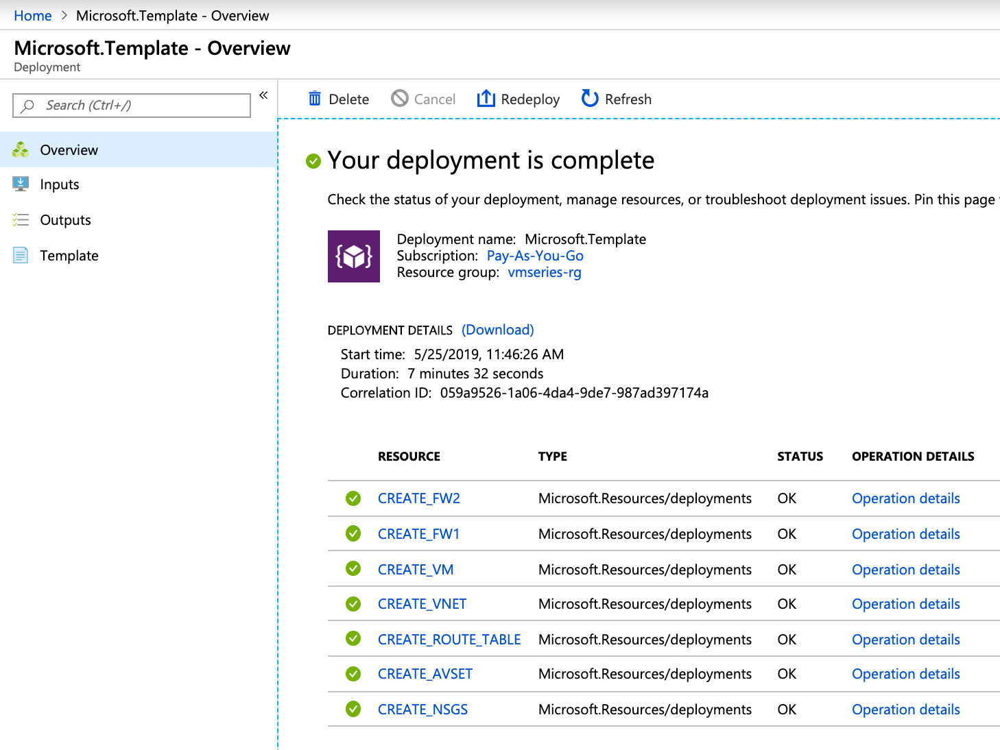 Home > Microsoft.Template - Overview
Microsoft.Template - Overview
Deployment
Search (Ctrl+/)
«
Overview
Inputs
Outputs
Template
Delete Cancel Redeploy Refresh
Your deployment is complete
Check the status of your deployment, manage resources, or troubleshoot deployment issues. Pin this page
Deployment name: Microsoft.Template
Subscription: Pay-As-You-Go
Resource group: vmseries-rg
DEPLOYMENT DETAILS (Download)
Start time: 5/25/2019, 11:46:26 AM
Duration: 7 minutes 32 seconds
Correlation ID: 059a9526-1a06-4da4-9de7-987ad397174a
RESOURCE TYPE STATUS OPERATION DETAILS
CREATE_FW2 Microsoft.Resources/deployments OK Operation details
CREATE_FW1 Microsoft.Resources/deployments OK Operation details
CREATE_VM Microsoft.Resources/deployments OK Operation details
CREATE_VNET Microsoft.Resources/deployments OK Operation details
CREATE_ROUTE_TABLE Microsoft.Resources/deployments OK Operation details
CREATE_AVSET Microsoft.Resources/deployments OK Operation details
CREATE_NSGS Microsoft.Resources/deployments OK Operation details